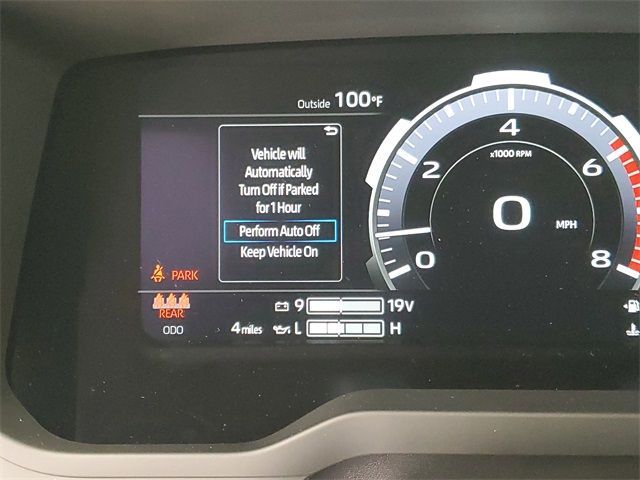 Outside 100°F
Vehicle will
Automatically
Turn Off if Parked
for 1 Hour
Perform Auto Off
Keep Vehicle On
PARK
REAR
ODO
4 miles
9 19V
L H
4
x1000 RPM
2 6
0 MPH
0 8